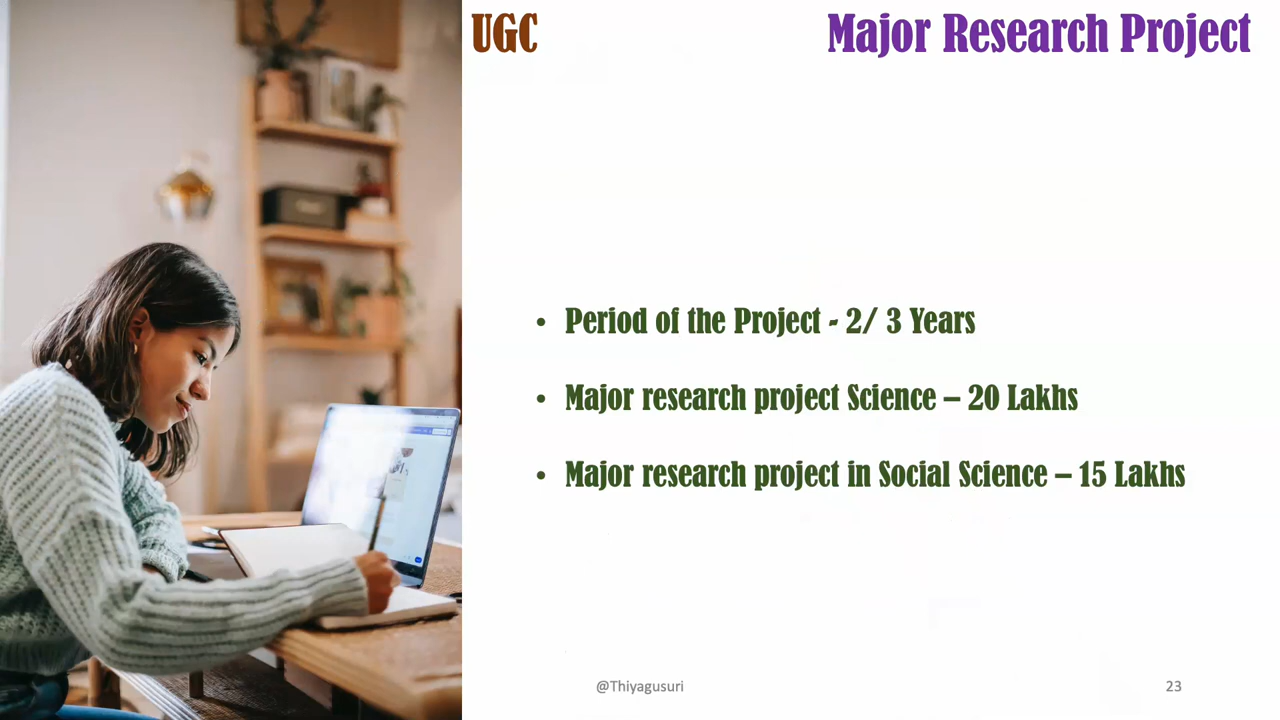 UGC
Major Research Project
• Period of the Project - 2/ 3 Years
• Major research project Science – 20 Lakhs
• Major research project in Social Science – 15 Lakhs
@Thiyagusuri
23